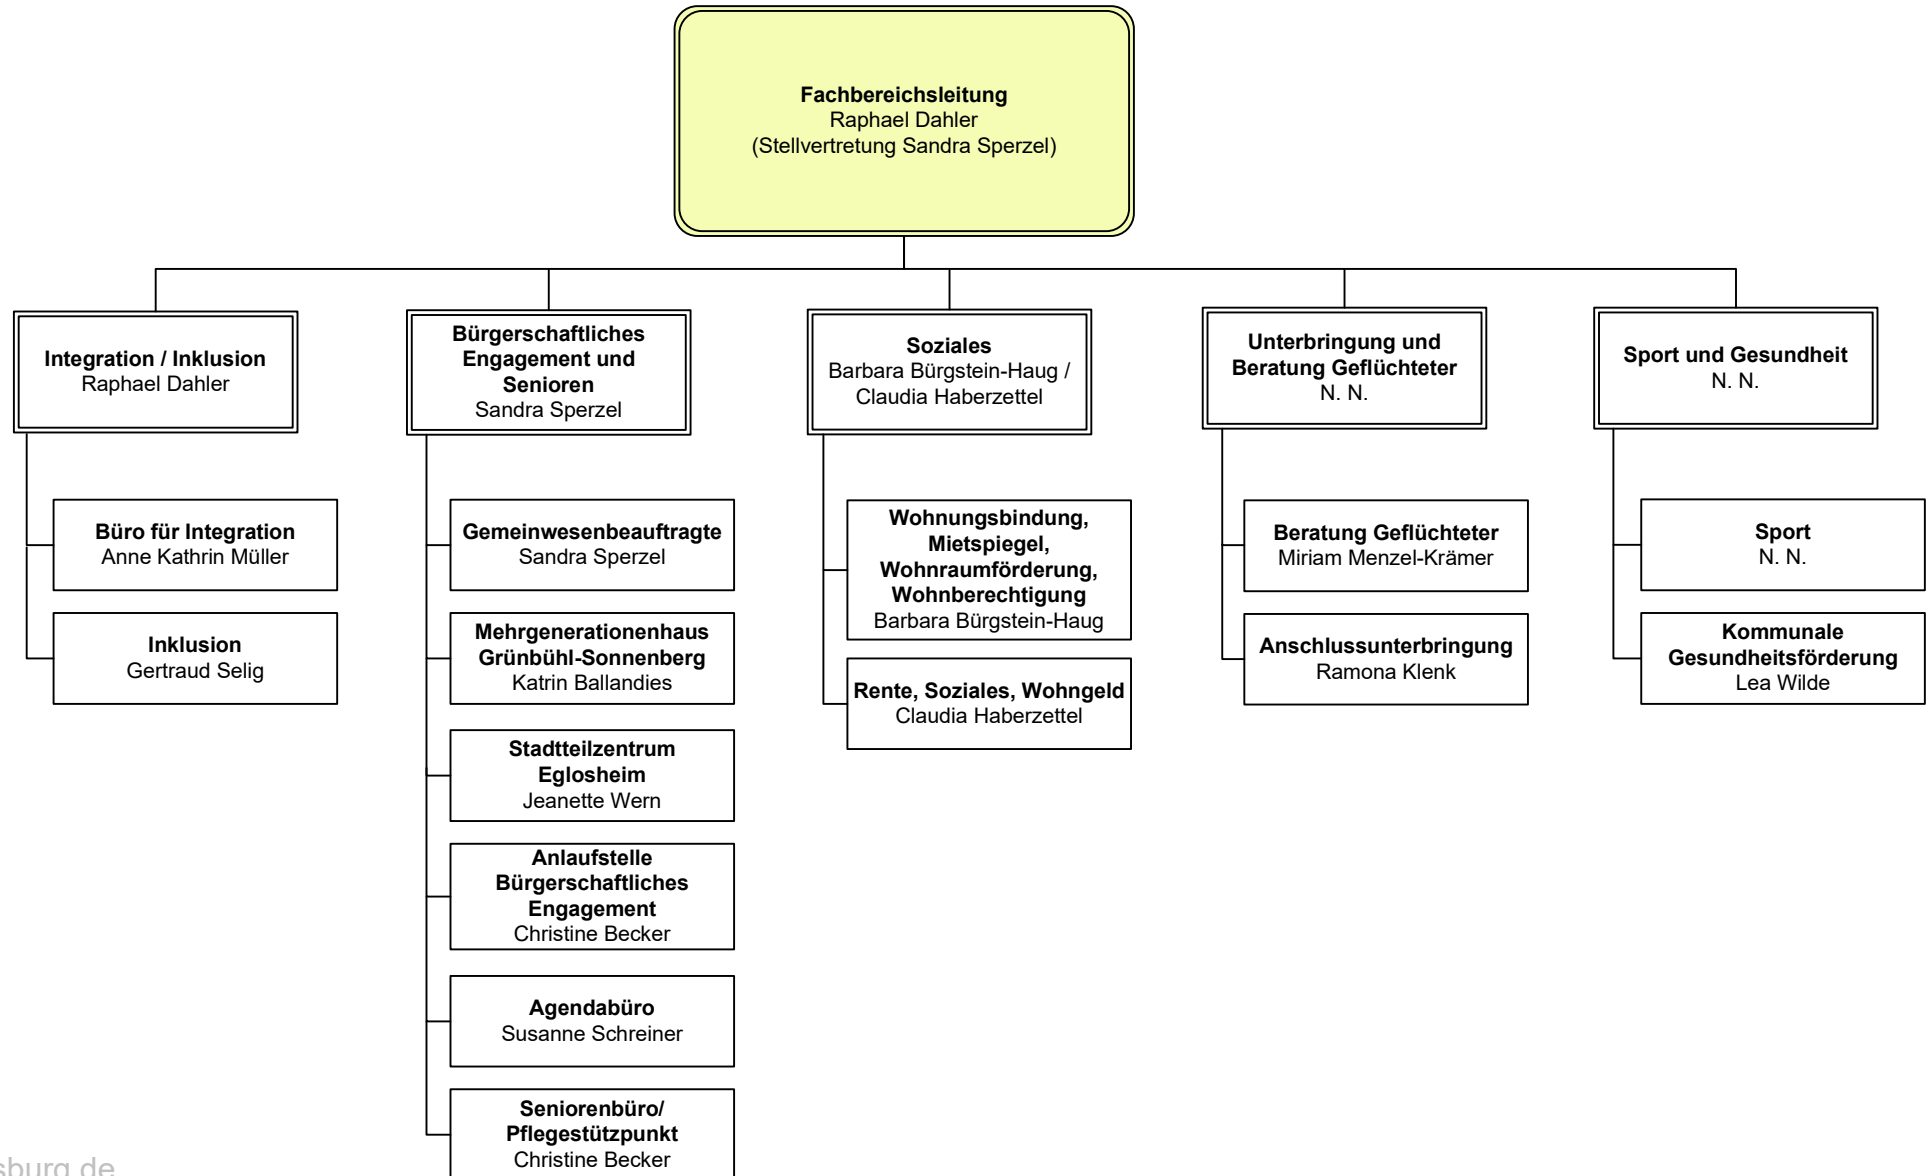 Fachbereichsleitung
Raphael Dahler
(Stellvertretung Sandra Sperzel)
Integration / Inklusion
Raphael Dahler
Büro für Integration
Anne Kathrin Müller
Inklusion
Gertraud Selig
Bürgerschaftliches
Engagement und
Senioren
Sandra Sperzel
Gemeinwesenbeauftragte
Sandra Sperzel
Mehrgenerationenhaus
Grünbühl-Sonnenberg
Katrin Ballandies
Stadtteilzentrum
Eglosheim
Jeanette Wern
Anlaufstelle
Bürgerschaftliches
Engagement
Christine Becker
Agendabüro
Susanne Schreiner
Seniorenbüro/
Pflegestützpunkt
Christine Becker
Soziales
Barbara Bürgstein-Haug /
Claudia Haberzettel
Wohnungsbindung,
Mietspiegel,
Wohnraumförderung,
Wohnberechtigung
Barbara Bürgstein-Haug
Rente, Soziales, Wohngeld
Claudia Haberzettel
Unterbringung und
Beratung Geflüchteter
N. N.
Beratung Geflüchteter
Miriam Menzel-Krämer
Anschlussunterbringung
Ramona Klenk
Sport und Gesundheit
N. N.
Sport
N. N.
Kommunale
Gesundheitsförderung
Lea Wilde
sburg.de